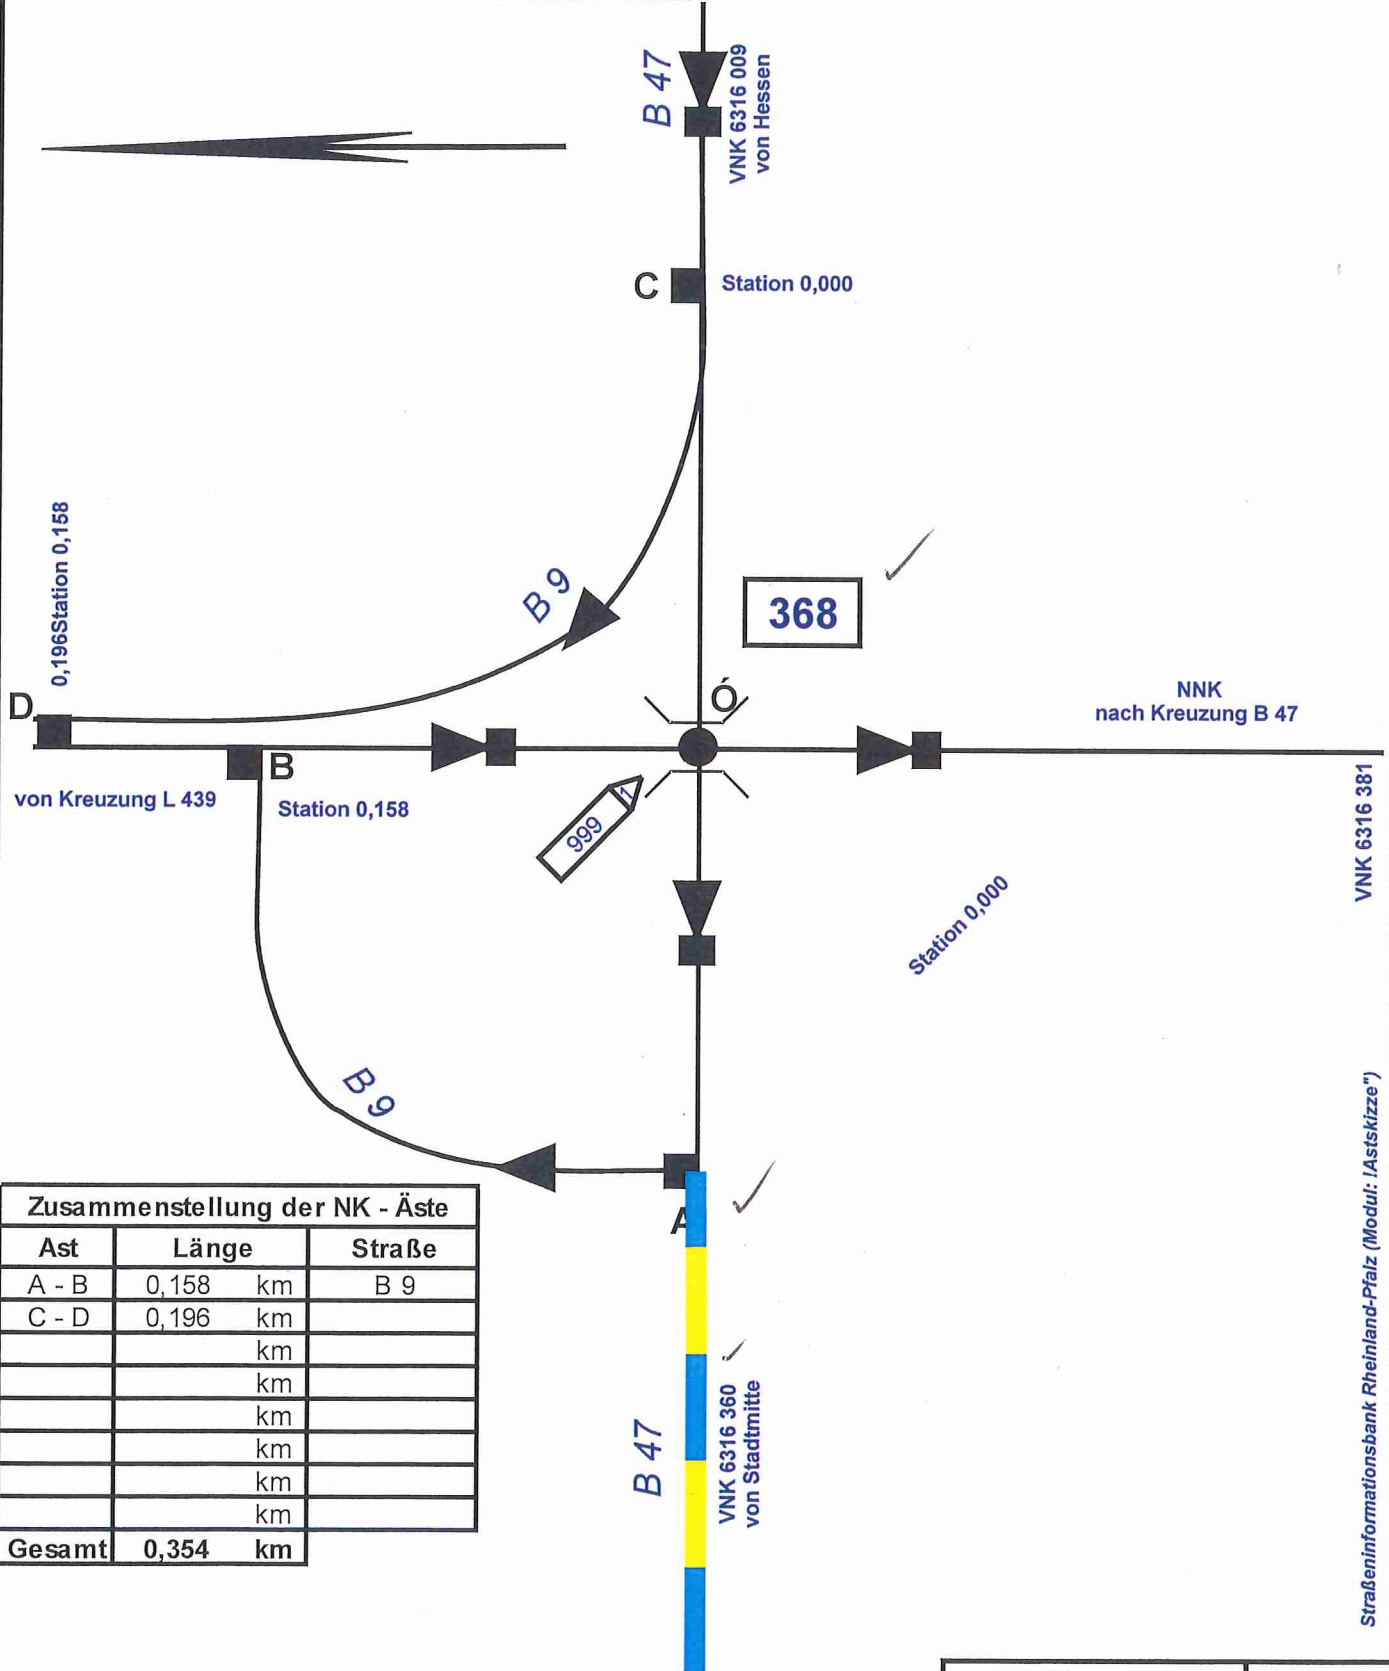 B 47
VNK 6316 009
von Hessen
C
Station 0,000
0,196Station 0,158
B 9
368
D
Ó
NNK
nach Kreuzung B 47
B
von Kreuzung L 439
Station 0,158
999
1
VNK 6316 381
Station 0,000
B 9
A
Zusammenstellung der NK - Äste
Ast Länge Straße
A - B 0,158 km B 9
C - D 0,196 km
km
km
km
km
km
km
Gesamt 0,354 km
B 47
VNK 6316 360
von Stadtmitte
Straßeninformationsbank Rheinland-Pfalz (Modul: !Astskizze")